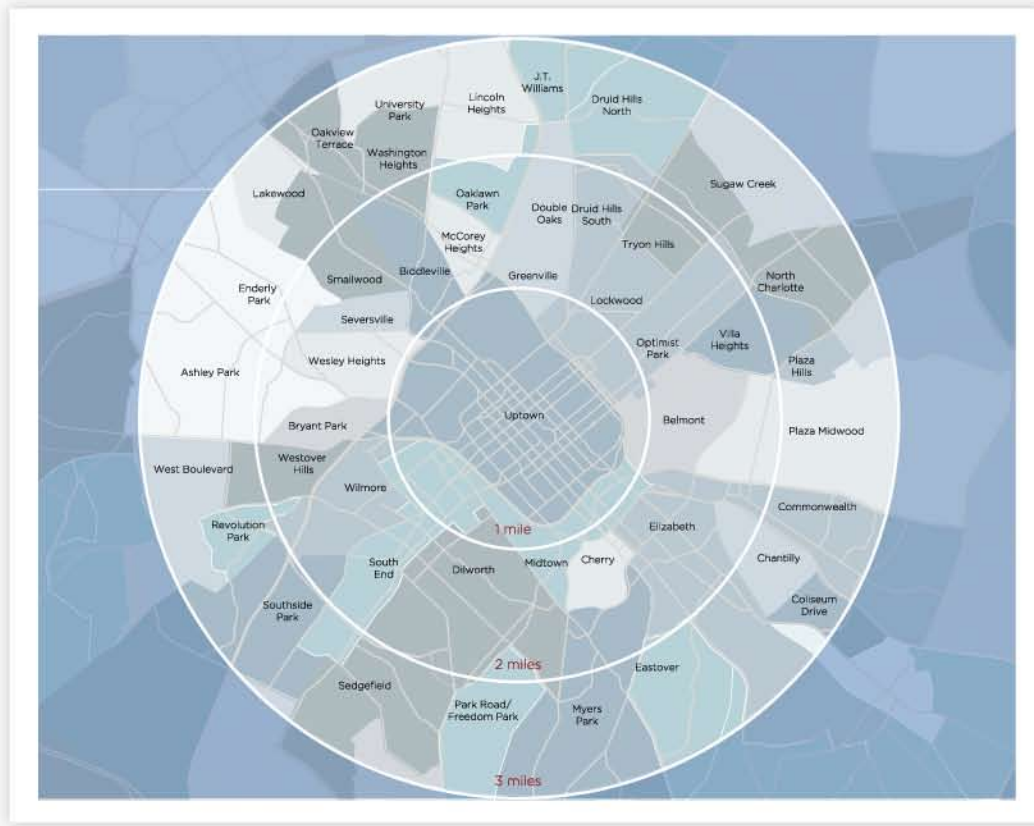 J.T.
Williams
Lincoln
Heights
Druid Hills
North
University
Park
Oakview
Terrace
Washington
Heights
Sugaw Creek
Lakewood
Oaklawn
Park
Double
Oaks
Druid Hills
South
McCorey
Heights
Tryon Hills
Biddleville
Greenville
Smallwood
North
Charlotte
Enderly
Park
Lockwood
Seversville
Optimist
Park
Villa
Heights
Wesley Heights
Plaza
Hills
Ashley Park
Uptown
Belmont
Bryant Park
Plaza Midwood
West Boulevard
Westover
Hills
Wilmore
Commonwealth
Revolution
Park
1 mile
Elizabeth
South
End
Dilworth
Midtown
Cherry
Chantilly
Southside
Park
Coliseum
Drive
2 miles
Eastover
Sedgefield
Park Road/
Freedom Park
Myers
Park
3 miles